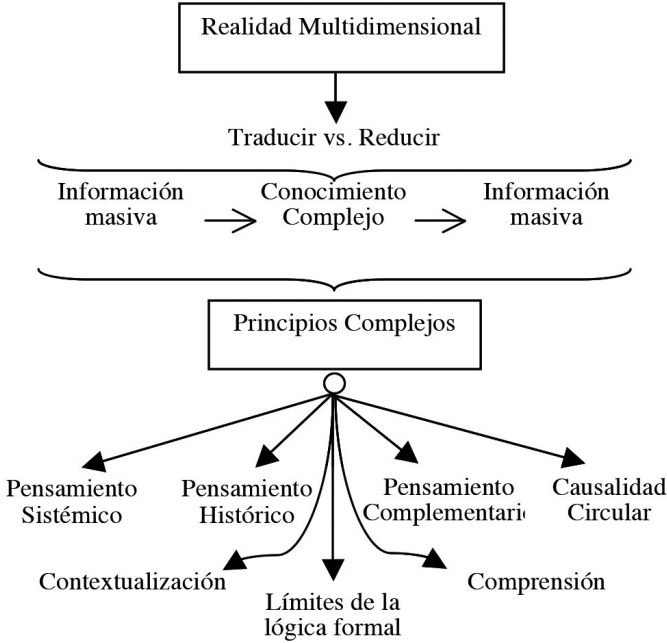 Realidad Multidimensional
Traducir vs. Reducir
Información
masiva
Conocimiento
Complejo
Información
masiva
Principios Complejos
Pensamiento
Sistémico
Pensamiento
Histórico
Pensamiento
Complementari
Causalidad
Circular
Contextualización
Límites de la
lógica formal
Comprensión